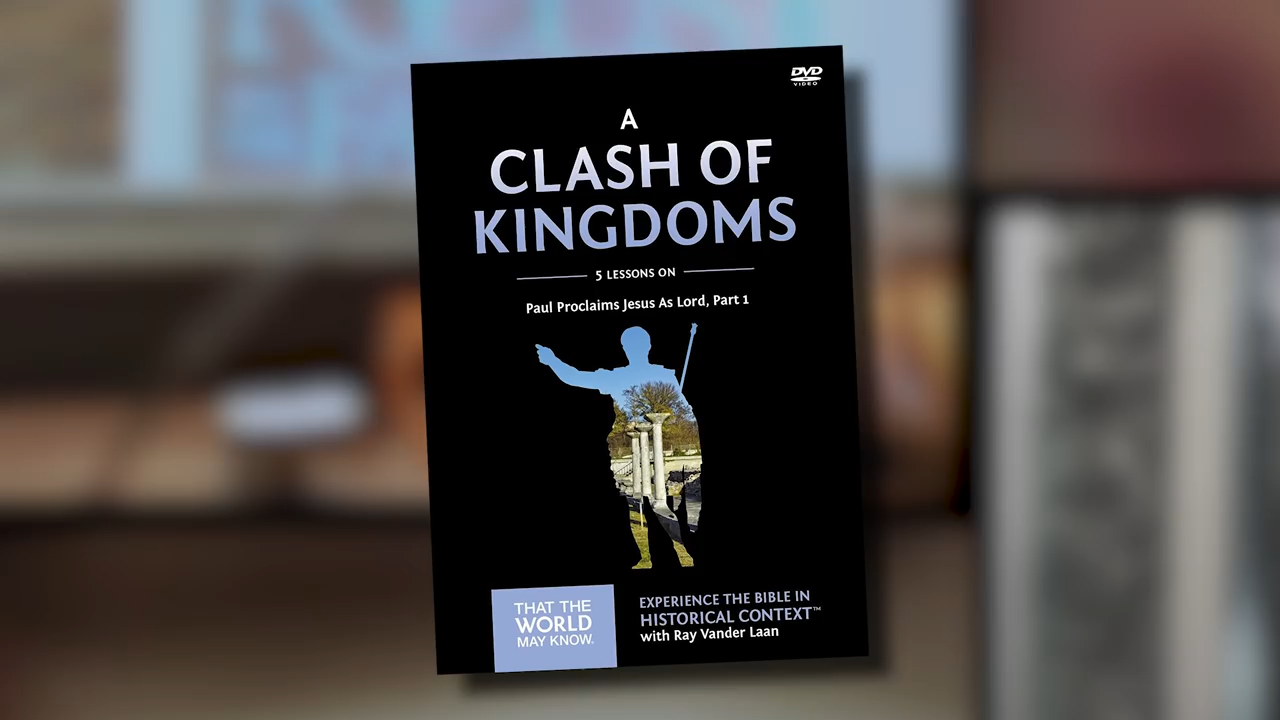 DVD
VIDEO
A
CLASH OF
KINGDOMS
5 LESSONS ON
Paul Proclaims Jesus As Lord, Part 1
THAT THE
WORLD
MAY KNOW.
EXPERIENCE THE BIBLE IN
HISTORICAL CONTEXT™
with Ray Vander Laan